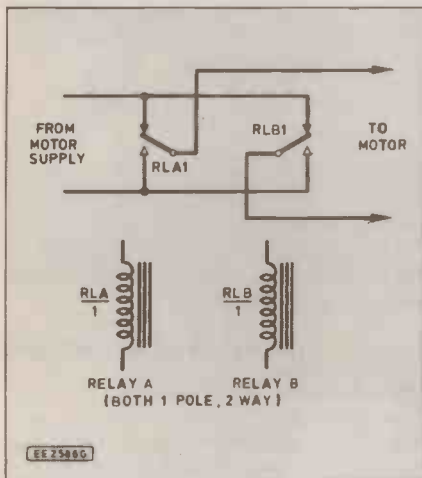 FROM
MOTOR
SUPPLY
RLA1
RLB1
TO
MOTOR
RLA
1
RLB
1
RELAY A
RELAY B
(BOTH 1 POLE, 2 WAY)
EE2586G